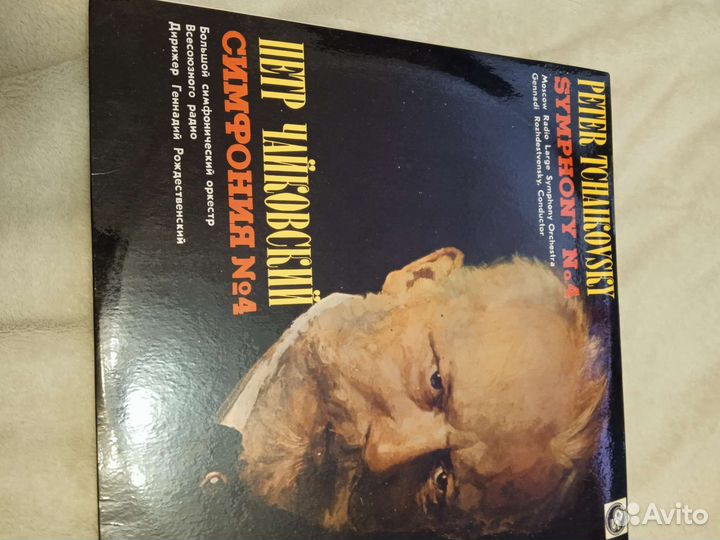 PETER TCHAIKOVSKY
SYMPHONY No.4
Moscow Radio Large Symphony Orchestra
Gennadi Rozhdestvensky, Conductor
ПЕТР ЧАЙКОВСКИЙ
СИМФОНИЯ №4
Большой симфонический оркестр
Всесоюзного радио
Дирижер Геннадий Рождественский
Avito